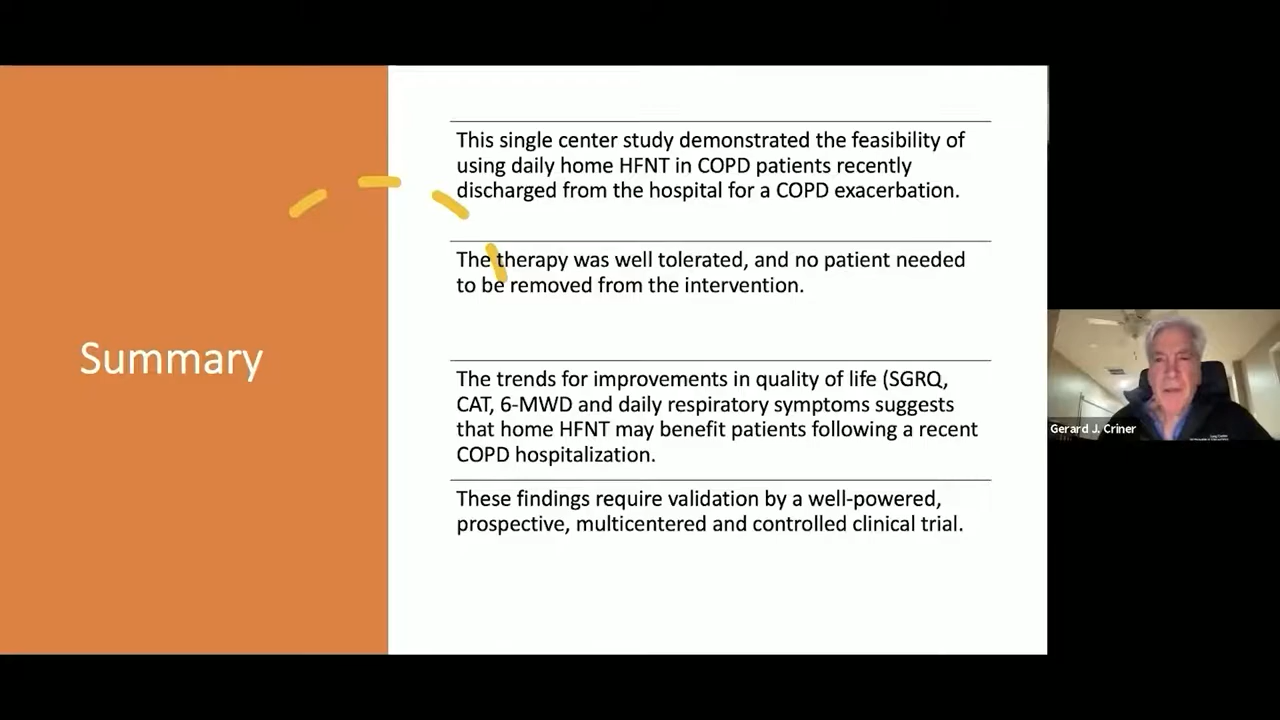 This single center study demonstrated the feasibility of
using daily home HFNT in COPD patients recently
discharged from the hospital for a COPD exacerbation.
The therapy was well tolerated, and no patient needed
to be removed from the intervention.
Summary
The trends for improvements in quality of life (SGRQ,
CAT, 6-MWD and daily respiratory symptoms suggests
that home HFNT may benefit patients following a recent
COPD hospitalization.
These findings require validation by a well-powered,
prospective, multicentered and controlled clinical trial.
Gerard J. Criner